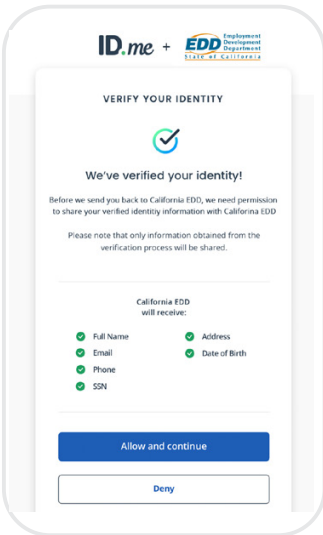 ID.me + EDD Employment
Development
Department
State of California
VERIFY YOUR IDENTITY
We've verified your identity!
Before we send you back to California EDD, we need permission
to share your verified identitiy information with Califorina EDD
Please note that only information obtained from the
verification process will be shared.
California EDD
will receive:
Full Name
Address
Email
Date of Birth
Phone
SSN
Allow and continue
Deny